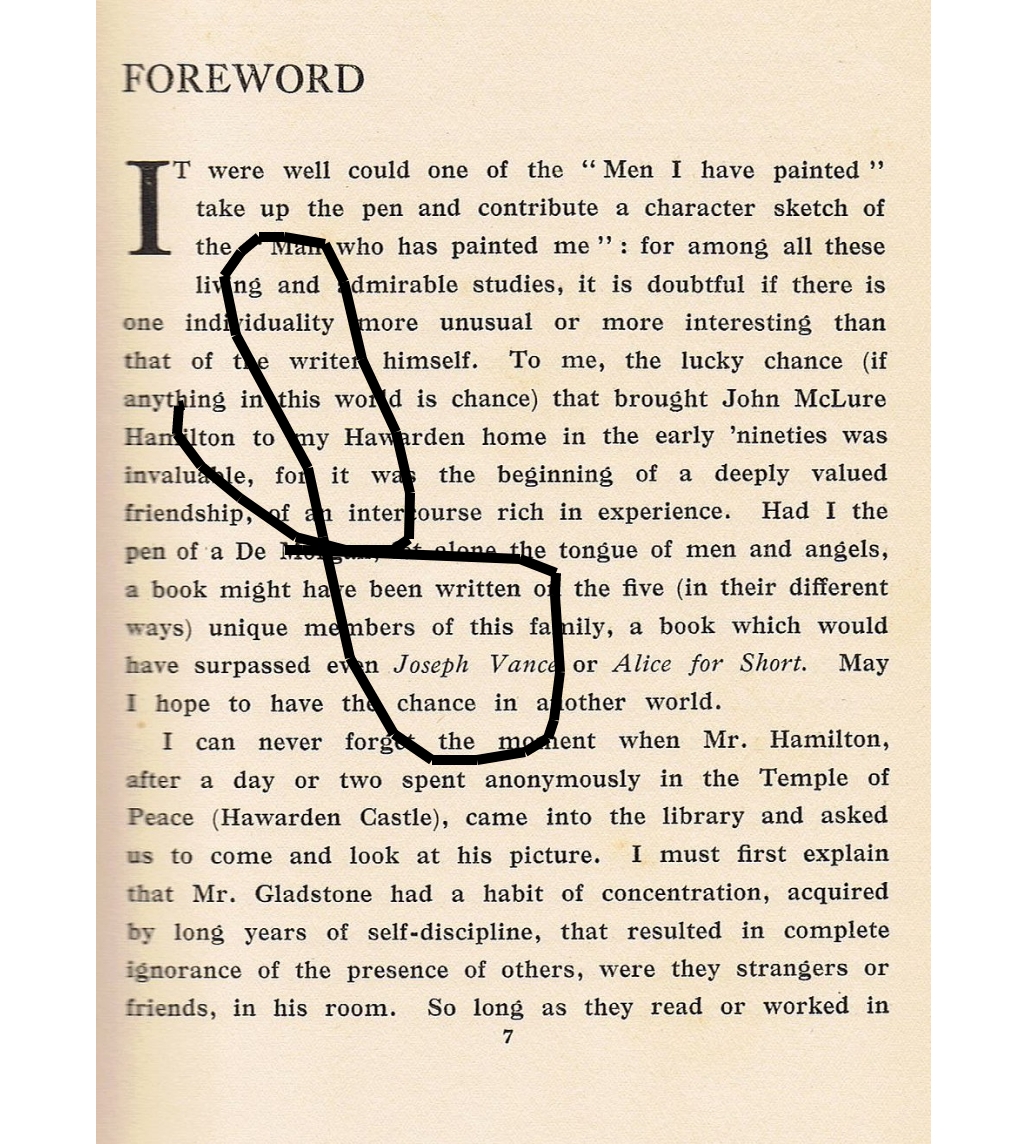 FOREWORD
IT were well could one of the “ Men I have painted ”
take up the pen and contribute a character sketch of
the “ Man who has painted me ” : for among all these
living and admirable studies, it is doubtful if there is
one individuality more unusual or more interesting than
that of the writer himself. To me, the lucky chance (if
anything in this world is chance) that brought John McLure
Hamilton to my Hawarden home in the early ’nineties was
invaluable, for it was the beginning of a deeply valued
friendship, of an intercourse rich in experience. Had I the
pen of a De Morgan, let alone the tongue of men and angels,
a book might have been written on the five (in their different
ways) unique members of this family, a book which would
have surpassed even Joseph Vance or Alice for Short. May
I hope to have the chance in another world.
I can never forget the moment when Mr. Hamilton,
after a day or two spent anonymously in the Temple of
Peace (Hawarden Castle), came into the library and asked
us to come and look at his picture. I must first explain
that Mr. Gladstone had a habit of concentration, acquired
by long years of self-discipline, that resulted in complete
ignorance of the presence of others, were they strangers or
friends, in his room. So long as they read or worked in
7